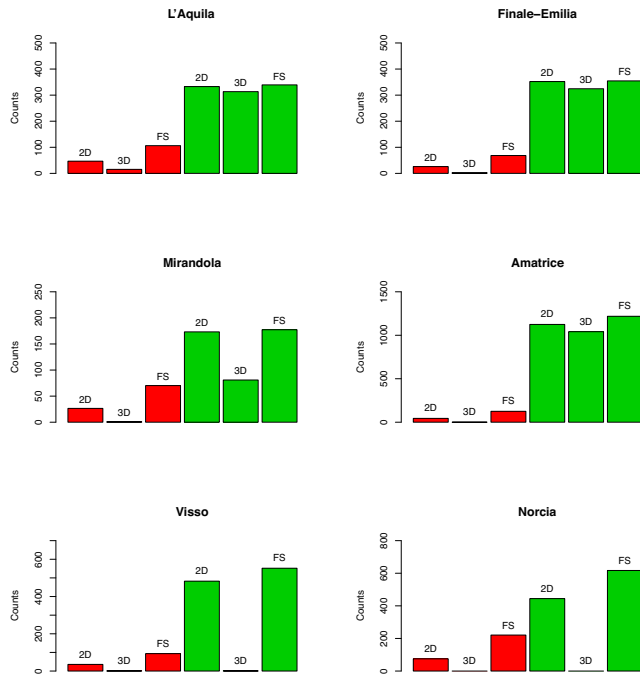 L'Aquila
Counts
0 100 200 300 400 500
2D 3D FS 2D 3D FS
Finale–Emilia
Counts
0 100 200 300 400 500
2D 3D FS 2D 3D FS
Mirandola
Counts
0 50 100 150 200 250
2D 3D FS 2D 3D FS
Amatrice
Counts
0 500 1000 1500
2D 3D FS 2D 3D FS
Visso
Counts
0 200 400 600
2D 3D FS 2D 3D FS
Norcia
Counts
0 200 400 600 800
2D 3D FS 2D 3D FS